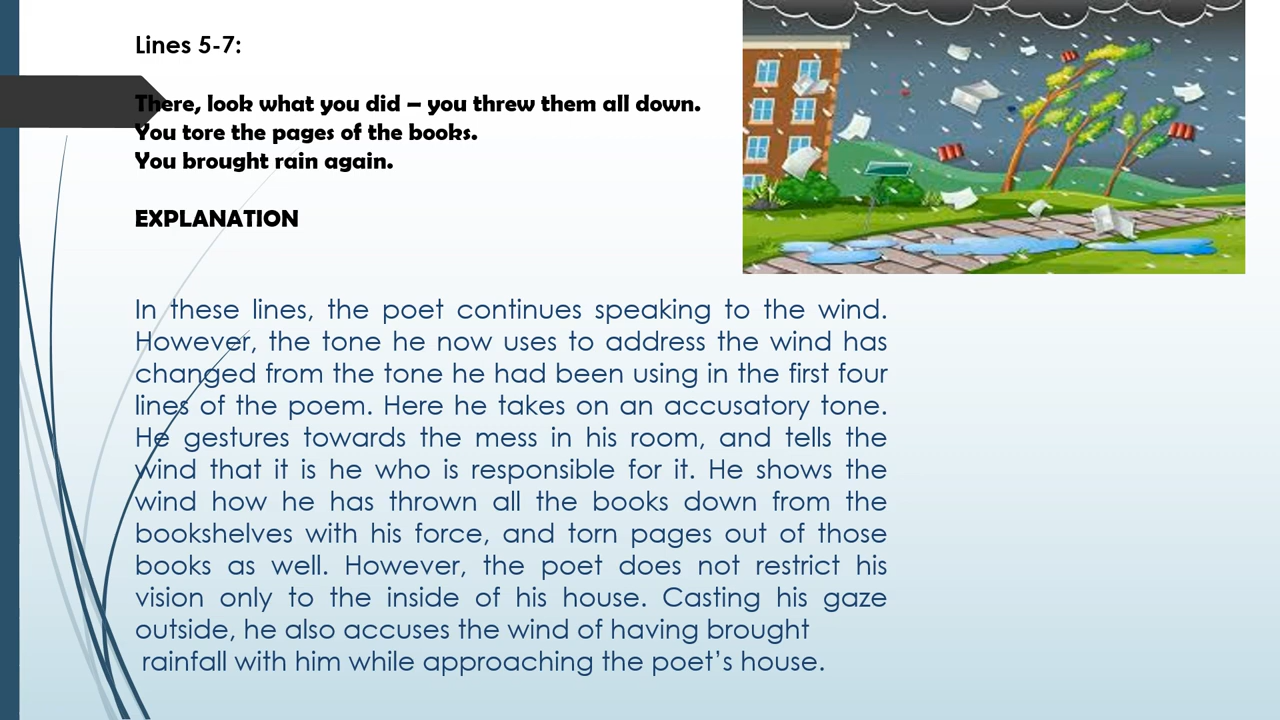 Lines 5-7:
There, look what you did – you threw them all down.
You tore the pages of the books.
You brought rain again.
EXPLANATION
In these lines, the poet continues speaking to the wind.
However, the tone he now uses to address the wind has
changed from the tone he had been using in the first four
lines of the poem. Here he takes on an accusatory tone.
He gestures towards the mess in his room, and tells the
wind that it is he who is responsible for it. He shows the
wind how he has thrown all the books down from the
bookshelves with his force, and torn pages out of those
books as well. However, the poet does not restrict his
vision only to the inside of his house. Casting his gaze
outside, he also accuses the wind of having brought
rainfall with him while approaching the poet’s house.